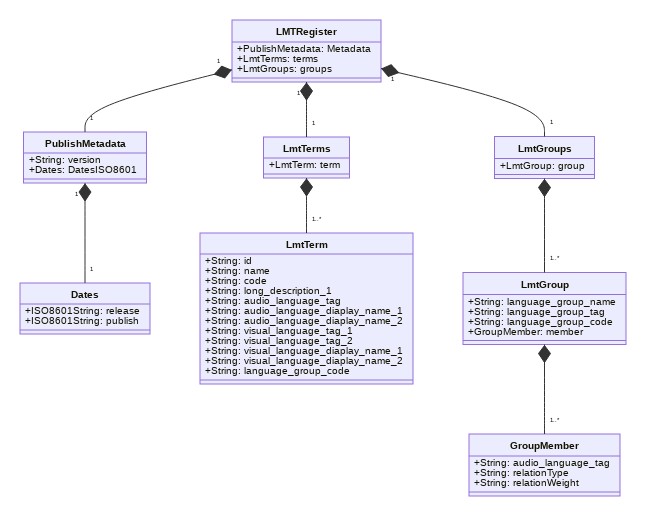 LMTRegister
+PublishMetadata: Metadata
+LmtTerms: terms
+LmtGroups: groups
1
1
1
1
1
1
PublishMetadata
+String: version
+Dates: DatesISO8601
LmtTerms
+LmtTerm: term
LmtGroups
+LmtGroup: group
1
1..*
1..*
1
Dates
+ISO8601String: release
+ISO8601String: publish
LmtTerm
+String: id
+String: name
+String: code
+String: long_description_1
+String: audio_language_tag
+String: audio_language_diaplay_name_1
+String: audio_language_diaplay_name_2
+String: visual_language_tag_1
+String: visual_language_tag_2
+String: visual_language_diaplay_name_1
+String: visual_language_diaplay_name_2
+String: language_group_code
LmtGroup
+String: language_group_name
+String: language_group_tag
+String: language_group_code
+GroupMember: member
1..*
GroupMember
+String: audio_language_tag
+String: relationType
+String: relationWeight